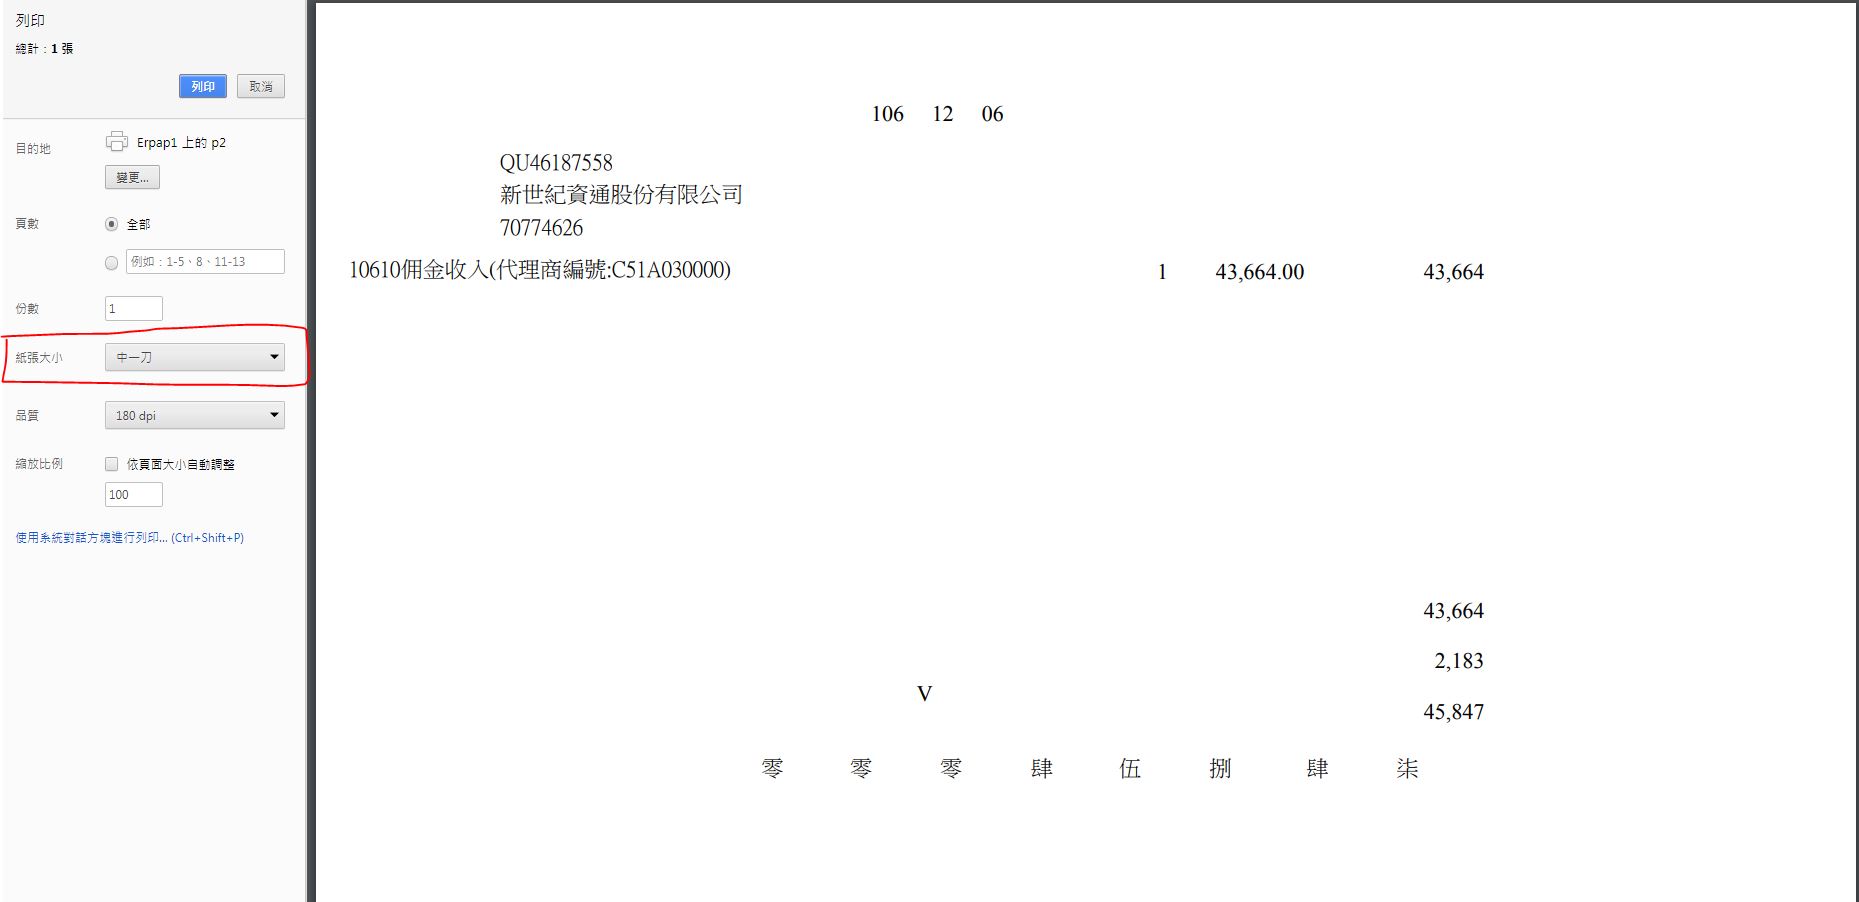 列印
總計：1 張
列印 取消
目的地 Erpap1 上的 p2
變更...
頁數 全部
例如：1-5、8、11-13
份數 1
紙張大小 中一刀
品質 180 dpi
縮放比例 依頁面大小自動調整
100
使用系統對話方塊進行列印... (Ctrl+Shift+P)
106 12 06
QU46187558
新世紀資通股份有限公司
70774626
10610佣金收入(代理商編號:C51A030000) 1 43,664.00 43,664
43,664
2,183
V
45,847
零 零 零 肆 伍 捌 肆 柒